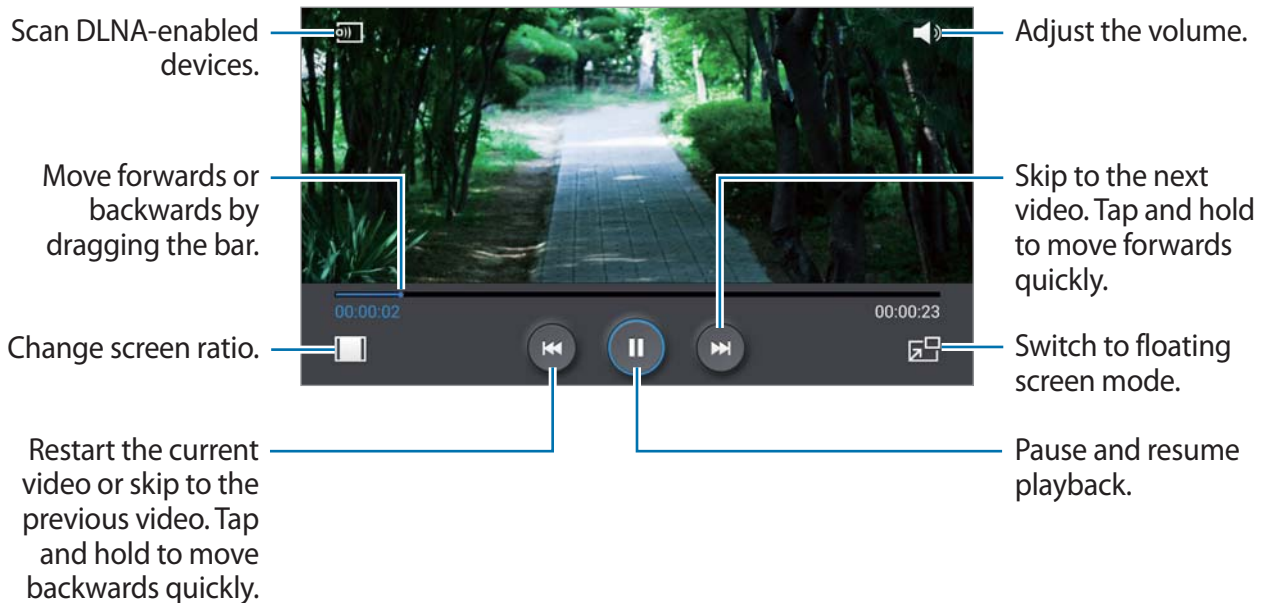 Scan DLNA-enabled
devices.
Adjust the volume.
Move forwards or
backwards by
dragging the bar.
Skip to the next
video. Tap and hold
to move forwards
quickly.
00:00:02
00:00:23
Change screen ratio.
Switch to floating
screen mode.
Restart the current
video or skip to the
previous video. Tap
and hold to move
backwards quickly.
Pause and resume
playback.